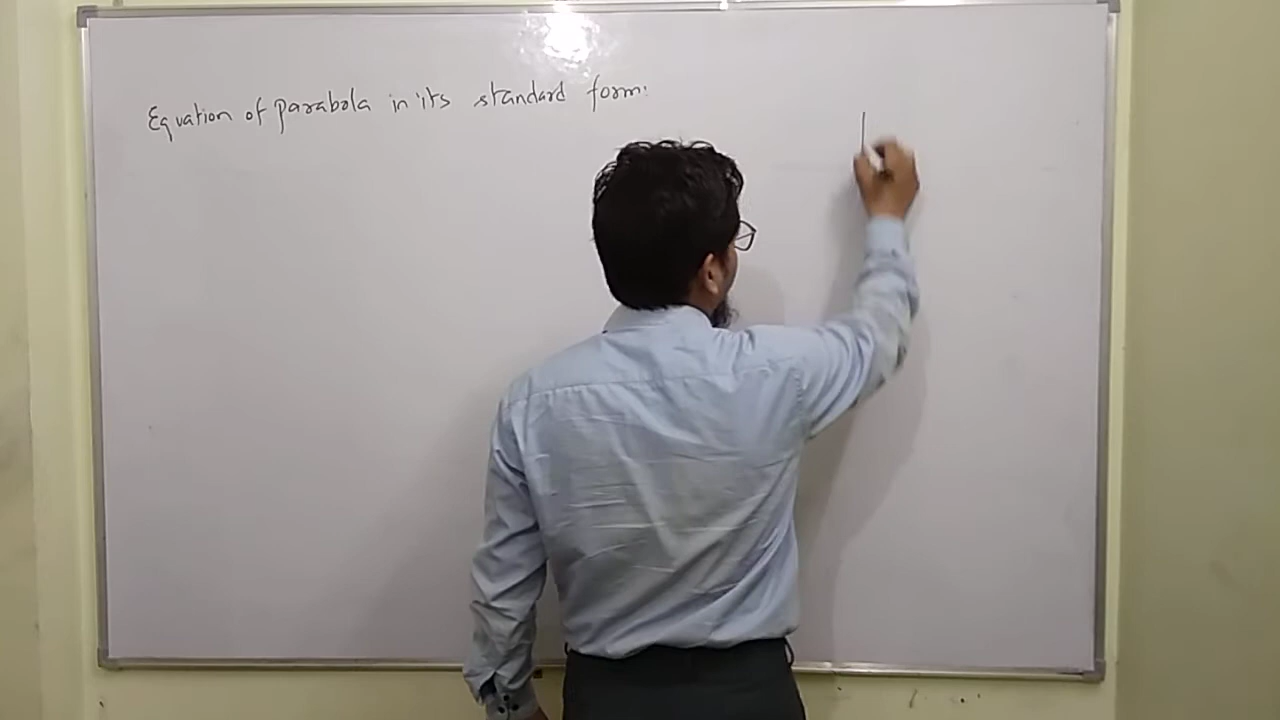 Equation of parabola in its standard form.